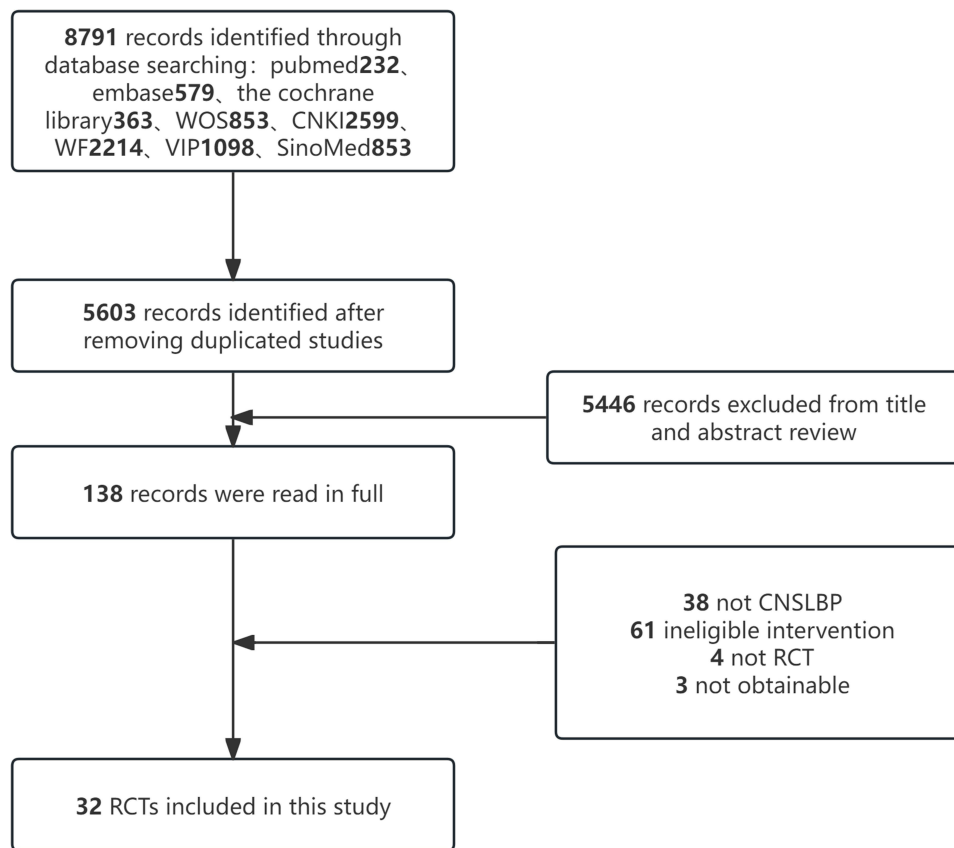 8791 records identified through
database searching：pubmed232、
embase579、the cochrane
library363、WOS853、CNKI2599、
WF2214、VIP1098、SinoMed853
5603 records identified after
removing duplicated studies
5446 records excluded from title
and abstract review
138 records were read in full
38 not CNSLBP
61 ineligible intervention
4 not RCT
3 not obtainable
32 RCTs included in this study